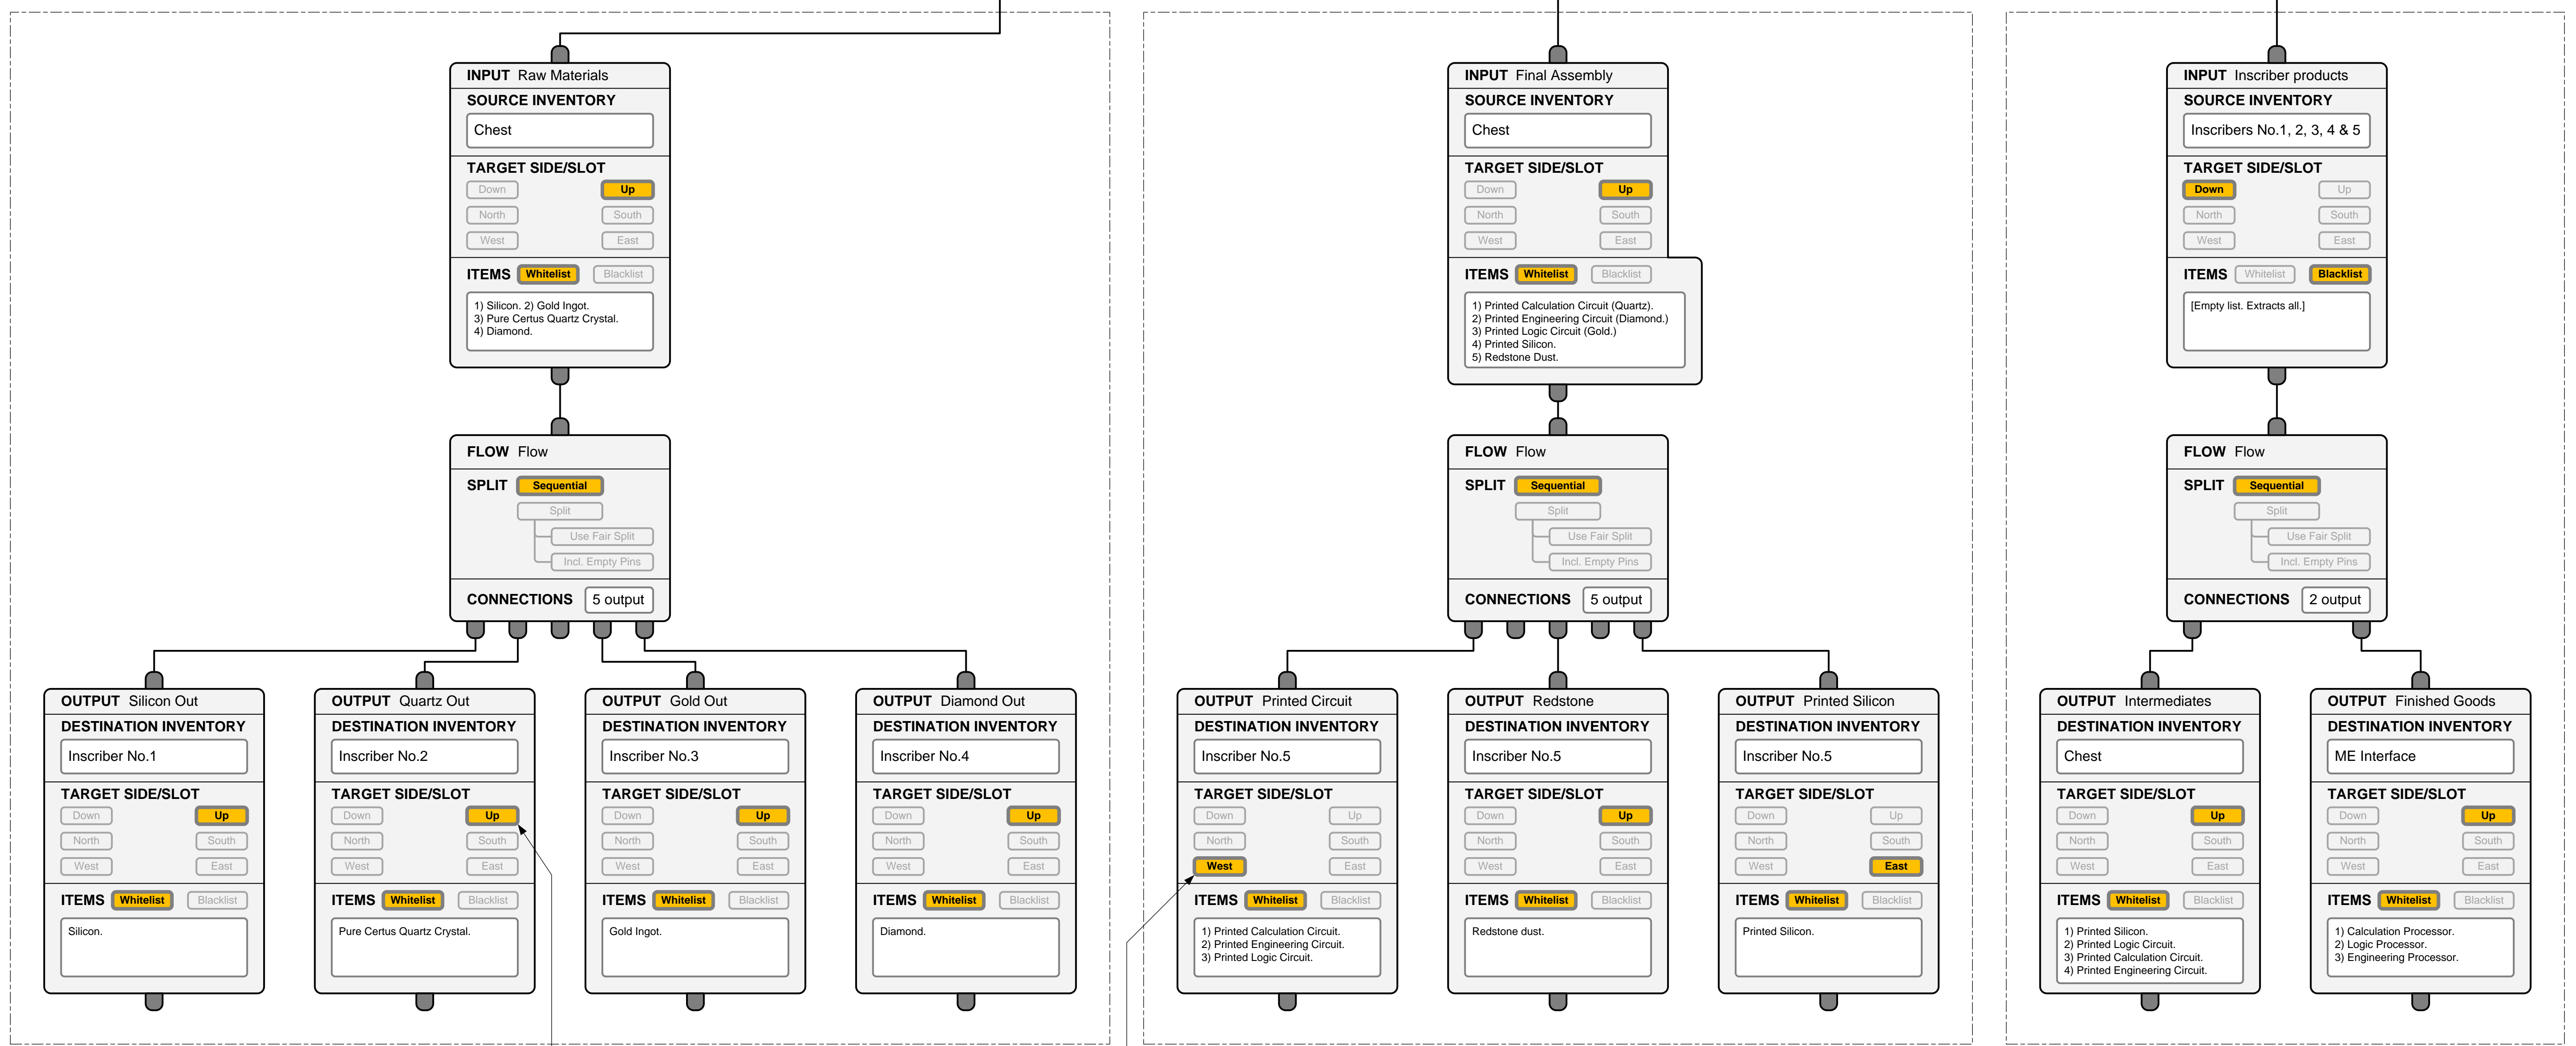 INPUT Raw Materials
SOURCE INVENTORY
Chest
TARGET SIDE/SLOT
Down Up
North South
West East
ITEMS Whitelist Blacklist
1) Silicon. 2) Gold Ingot.
3) Pure Certus Quartz Crystal.
4) Diamond.
FLOW Flow
SPLIT Sequential
Split
Use Fair Split
Incl. Empty Pins
CONNECTIONS 5 output
OUTPUT Silicon Out
DESTINATION INVENTORY
Inscriber No.1
TARGET SIDE/SLOT
Down Up
North South
West East
ITEMS Whitelist Blacklist
Silicon.
OUTPUT Quartz Out
DESTINATION INVENTORY
Inscriber No.2
TARGET SIDE/SLOT
Down Up
North South
West East
ITEMS Whitelist Blacklist
Pure Certus Quartz Crystal.
OUTPUT Gold Out
DESTINATION INVENTORY
Inscriber No.3
TARGET SIDE/SLOT
Down Up
North South
West East
ITEMS Whitelist Blacklist
Gold Ingot.
OUTPUT Diamond Out
DESTINATION INVENTORY
Inscriber No.4
TARGET SIDE/SLOT
Down Up
North South
West East
ITEMS Whitelist Blacklist
Diamond.
INPUT Final Assembly
SOURCE INVENTORY
Chest
TARGET SIDE/SLOT
Down Up
North South
West East
ITEMS Whitelist Blacklist
1) Printed Calculation Circuit (Quartz).
2) Printed Engineering Circuit (Diamond.)
3) Printed Logic Circuit (Gold.)
4) Printed Silicon.
5) Redstone Dust.
FLOW Flow
SPLIT Sequential
Split
Use Fair Split
Incl. Empty Pins
CONNECTIONS 5 output
OUTPUT Printed Circuit
DESTINATION INVENTORY
Inscriber No.5
TARGET SIDE/SLOT
Down Up
North South
West East
ITEMS Whitelist Blacklist
1) Printed Calculation Circuit.
2) Printed Engineering Circuit.
3) Printed Logic Circuit.
OUTPUT Redstone
DESTINATION INVENTORY
Inscriber No.5
TARGET SIDE/SLOT
Down Up
North South
West East
ITEMS Whitelist Blacklist
Redstone dust.
OUTPUT Printed Silicon
DESTINATION INVENTORY
Inscriber No.5
TARGET SIDE/SLOT
Down Up
North South
West East
ITEMS Whitelist Blacklist
Printed Silicon.
INPUT Inscriber products
SOURCE INVENTORY
Inscribers No.1, 2, 3, 4 & 5
TARGET SIDE/SLOT
Down Up
North South
West East
ITEMS Whitelist Blacklist
[Empty list. Extracts all.]
FLOW Flow
SPLIT Sequential
Split
Use Fair Split
Incl. Empty Pins
CONNECTIONS 2 output
OUTPUT Intermediates
DESTINATION INVENTORY
Chest
TARGET SIDE/SLOT
Down Up
North South
West East
ITEMS Whitelist Blacklist
1) Printed Silicon.
2) Printed Logic Circuit.
3) Printed Calculation Circuit.
4) Printed Engineering Circuit.
OUTPUT Finished Goods
DESTINATION INVENTORY
ME Interface
TARGET SIDE/SLOT
Down Up
North South
West East
ITEMS Whitelist Blacklist
1) Calculation Processor.
2) Logic Processor.
3) Engineering Processor.